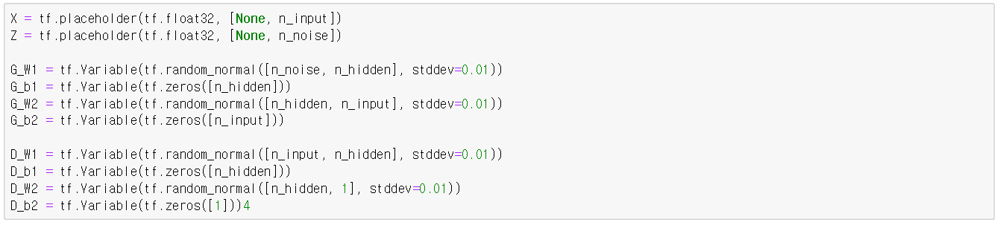 X = tf.placeholder(tf.float32, [None, n_input])
Z = tf.placeholder(tf.float32, [None, n_noise])

G_W1 = tf.Variable(tf.random_normal([n_noise, n_hidden], stddev=0.01))
G_b1 = tf.Variable(tf.zeros([n_hidden]))
G_W2 = tf.Variable(tf.random_normal([n_hidden, n_input], stddev=0.01))
G_b2 = tf.Variable(tf.zeros([n_input]))

D_W1 = tf.Variable(tf.random_normal([n_input, n_hidden], stddev=0.01))
D_b1 = tf.Variable(tf.zeros([n_hidden]))
D_W2 = tf.Variable(tf.random_normal([n_hidden, 1], stddev=0.01))
D_b2 = tf.Variable(tf.zeros([1]))4